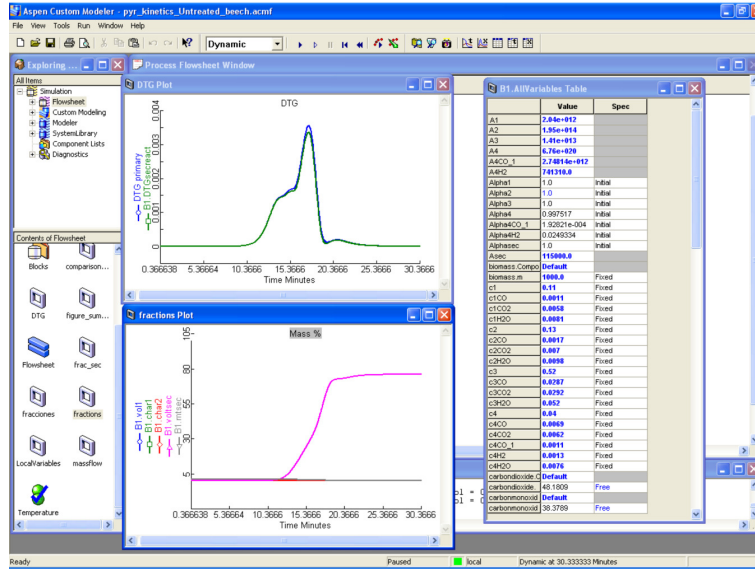 Aspen Custom Modeler - pyr_kinetics_Untreated_beech.acmf
File View Tools Run Window Help
Dynamic
Exploring ...
Process Flowsheet Window
All Items
Simulation
Flowsheet
Custom Modeling
Modeler
SystemLibrary
Component Lists
Diagnostics
Contents of Flowsheet
Blocks comparison...
DTG figure_sum...
Flowsheet frac_sec
fracciones fractions
LocalVariables massflow
Temperature
DTG Plot
DTG
DTG primary
B1.DTGsecreact
0 0.001 0.002 0.003 0.004
0.366638 5.36664 10.3666 15.3666 20.3666 25.3666 30.3666
Time Minutes
fractions Plot
Mass %
B1.vol1
B1.char1
B1.char2
B1.voltsec
B1.mtsec
105
0.366638 5.36664 10.3666 15.3666 20.3666 25.3666 30.3666
Time Minutes
B1.AllVariables Table
Value Spec
A1 2.04e+012
A2 1.95e+014
A3 1.41e+013
A4 6.76e+020
A4CO_1 2.74814e+012
A4H2 741310.0
Alpha1 1.0 Initial
Alpha2 1.0 Initial
Alpha3 1.0 Initial
Alpha4 0.997517 Initial
Alpha4CO_1 1.92821e-004 Initial
Alpha4H2 0.0249334 Initial
Alphasec 1.0 Initial
Asec 115000.0
biomass.Compo Default
biomass.m 1000.0 Fixed
c1 0.11 Fixed
c1CO 0.0011 Fixed
c1CO2 0.0058 Fixed
c1H2O 0.0081 Fixed
c2 0.13 Fixed
c2CO 0.0017 Fixed
c2CO2 0.007 Fixed
c2H2O 0.0098 Fixed
c3 0.52 Fixed
c3CO 0.0287 Fixed
c3CO2 0.0292 Fixed
c3H2O 0.052 Fixed
c4 0.04 Fixed
c4CO 0.0069 Fixed
c4CO2 0.0062 Fixed
c4CO_1 0.0011 Fixed
c4H2 0.0013 Fixed
c4H2O 0.0076 Fixed
carbondioxide.C Default
carbondioxide. 48.1809 Free
carbonmonoxid Default
carbonmonoxid 38.3789 Free
Ready Paused local Dynamic at 30.333333 Minutes